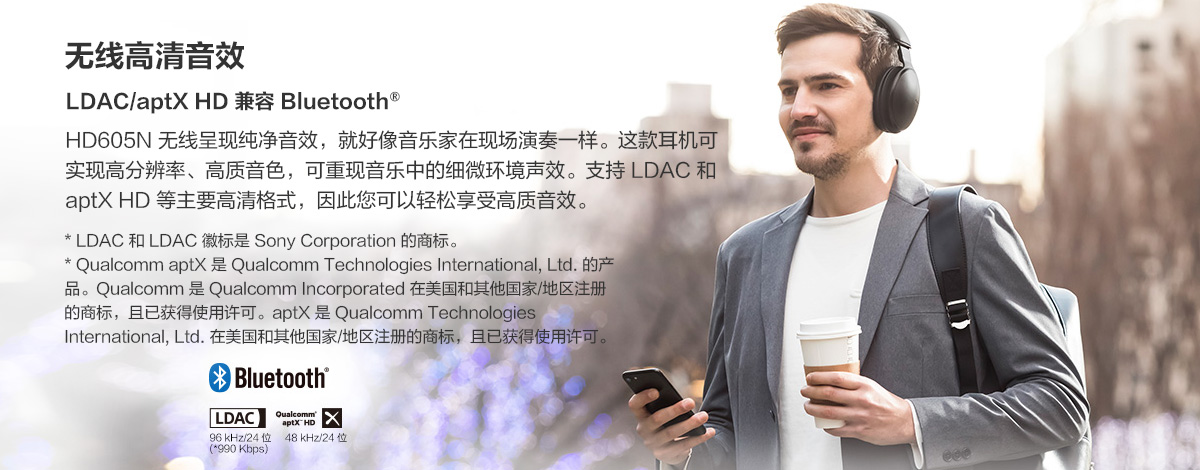 无线高清音效
LDAC/aptX HD 兼容 Bluetooth®
HD605N 无线呈现纯净音效，就好像音乐家在现场演奏一样。这款耳机可
实现高分辨率、高质音色，可重现音乐中的细微环境声效。支持 LDAC 和
aptX HD 等主要高清格式，因此您可以轻松享受高质音效。
* LDAC 和 LDAC 徽标是 Sony Corporation 的商标。
* Qualcomm aptX 是 Qualcomm Technologies International, Ltd. 的产
品。Qualcomm 是 Qualcomm Incorporated 在美国和其他国家/地区注册
的商标，且已获得使用许可。aptX 是 Qualcomm Technologies
International, Ltd. 在美国和其他国家/地区注册的商标，且已获得使用许可。
Bluetooth®
LDAC
Qualcomm®
aptX™ HD
96 kHz/24 位
48 kHz/24 位
(*990 Kbps)